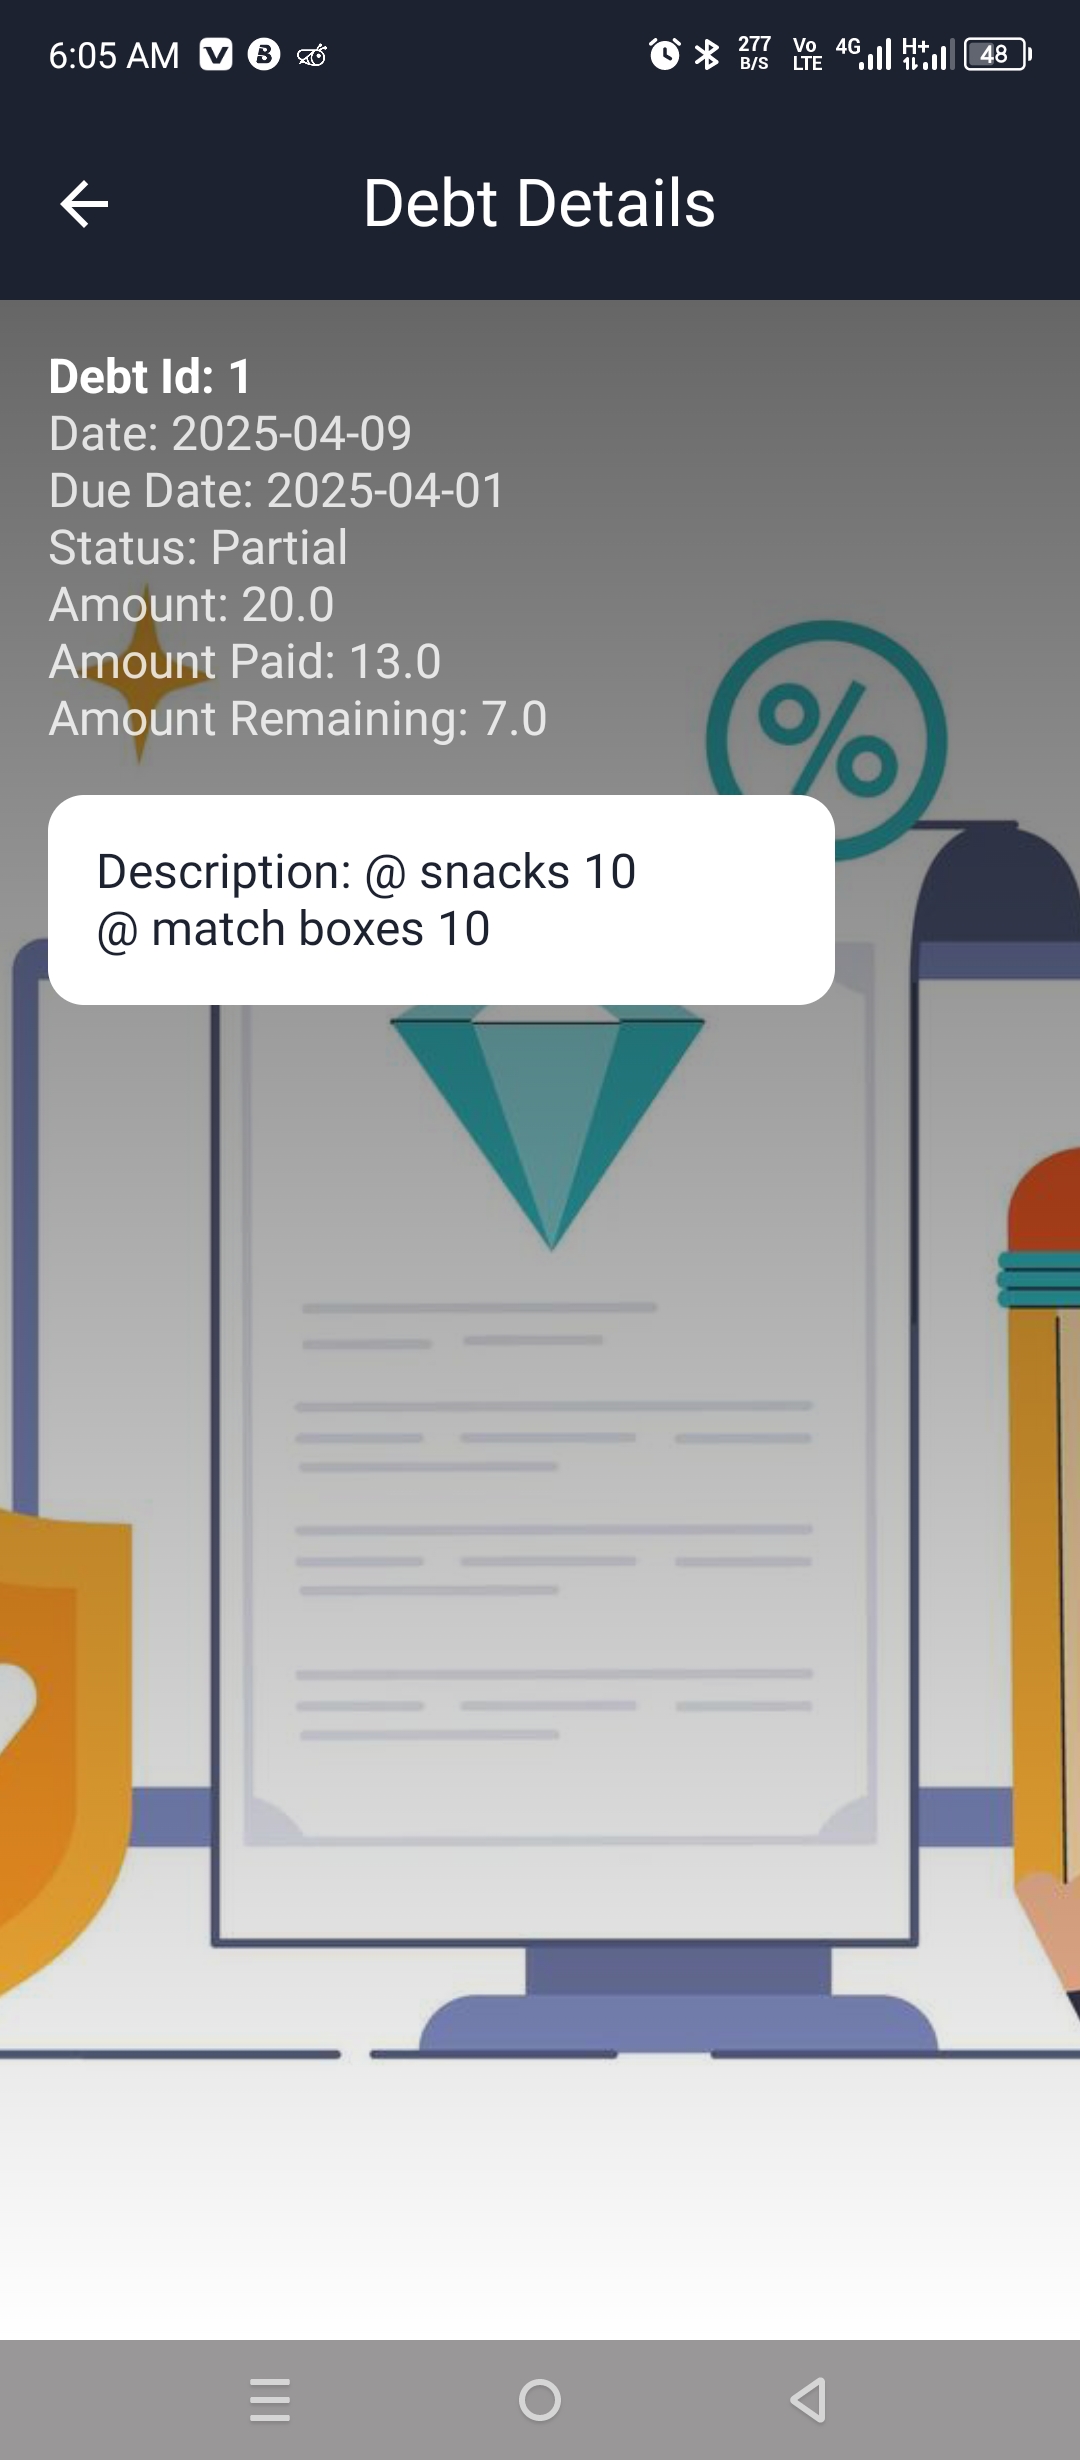 6:05 AM
277 B/S
Vo LTE
4G
H+
48
Debt Details
Debt Id: 1
Date: 2025-04-09
Due Date: 2025-04-01
Status: Partial
Amount: 20.0
Amount Paid: 13.0
Amount Remaining: 7.0
%
Description: @ snacks 10
@ match boxes 10